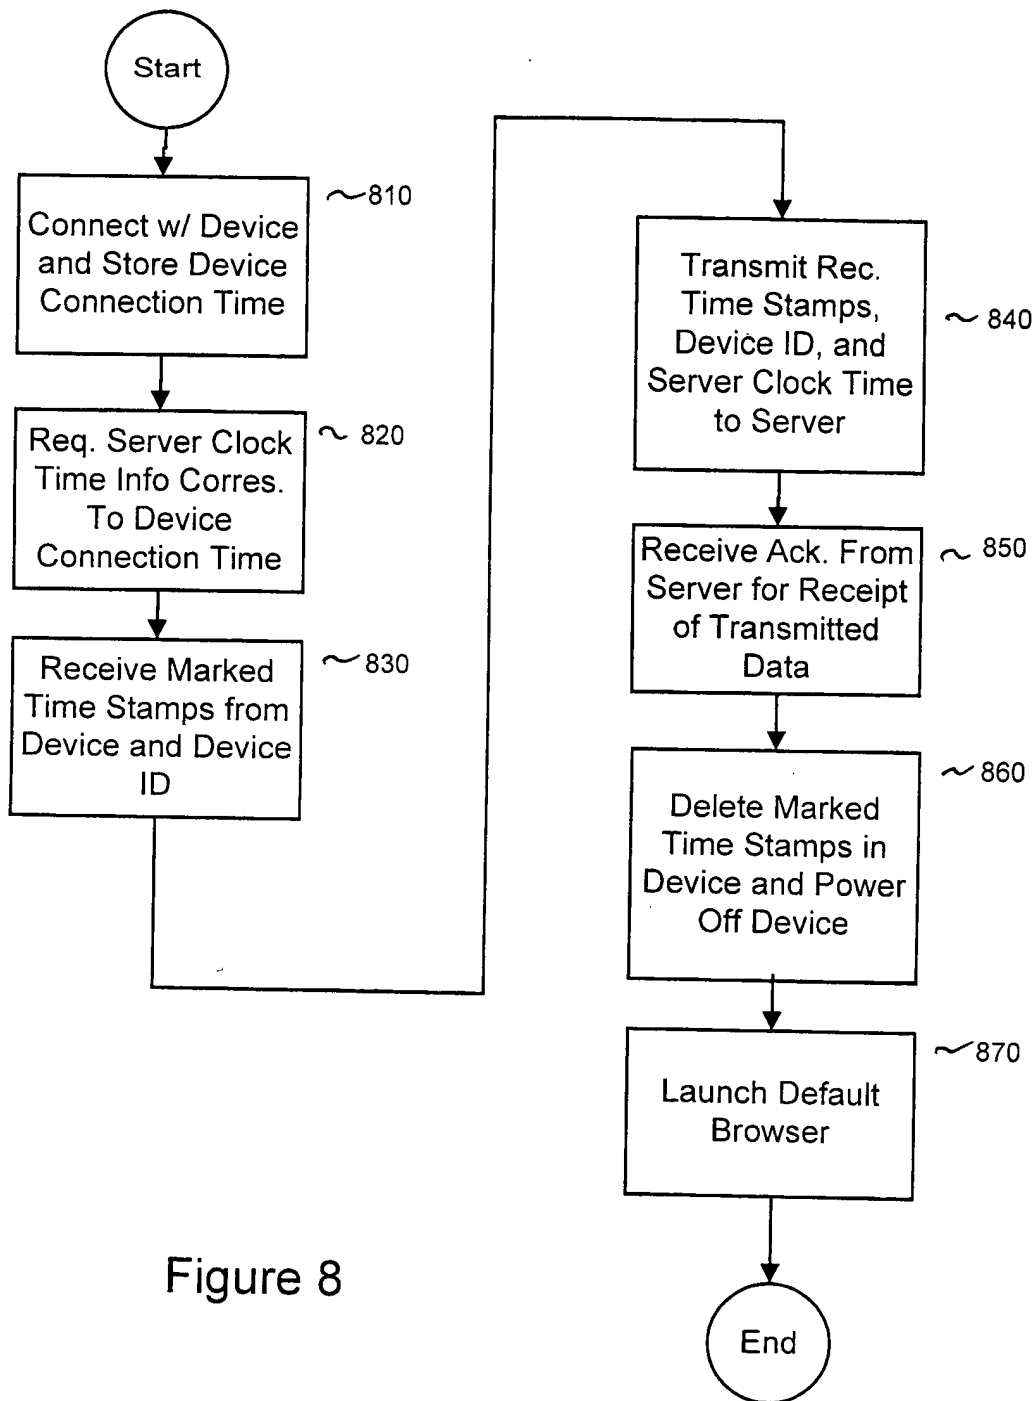 Start
810
Connect w/ Device
and Store Device
Connection Time
820
Req. Server Clock
Time Info Corres.
To Device
Connection Time
830
Receive Marked
Time Stamps from
Device and Device
ID
840
Transmit Rec.
Time Stamps,
Device ID, and
Server Clock Time
to Server
850
Receive Ack. From
Server for Receipt
of Transmitted
Data
860
Delete Marked
Time Stamps in
Device and Power
Off Device
870
Launch Default
Browser
End
Figure 8